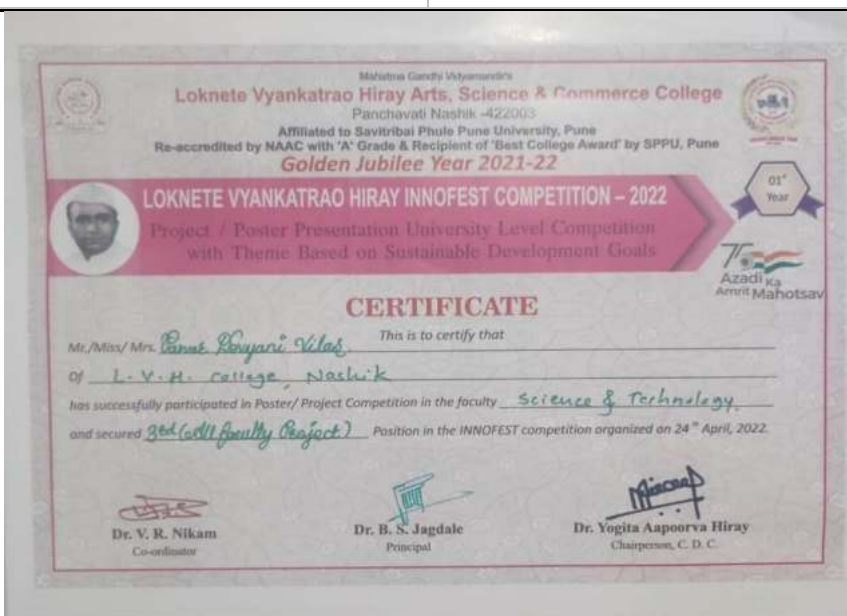 Mahatma Gandhi Vidyamandir's
Loknete Vyankatrao Hiray Arts, Science & Commerce College
Panchavati Nashik -422003
Affiliated to Savitribai Phule Pune University, Pune
Re-accredited by NAAC with 'A' Grade & Recipient of 'Best College Award' by SPPU, Pune
Golden Jubilee Year 2021-22
LOKNETE VYANKATRAO HIRAY INNOFEST COMPETITION – 2022
Project / Poster Presentation University Level Competition
with Theme Based on Sustainable Development Goals
01st
Year
75
Azadi Ka
Amrit Mahotsav
CERTIFICATE
This is to certify that
Mr./Miss/ Mrs. Vilas
Of L.V.H. College, Nashik
has successfully participated in Poster/ Project Competition in the faculty Science & Technology
and secured 3rd (all faculty Project) Position in the INNOFEST competition organized on 24th April, 2022.
Dr. V. R. Nikam
Co-ordinator
Dr. B. S. Jagdale
Principal
Dr. Yogita Aapoorva Hiray
Chairperson, C. D. C.